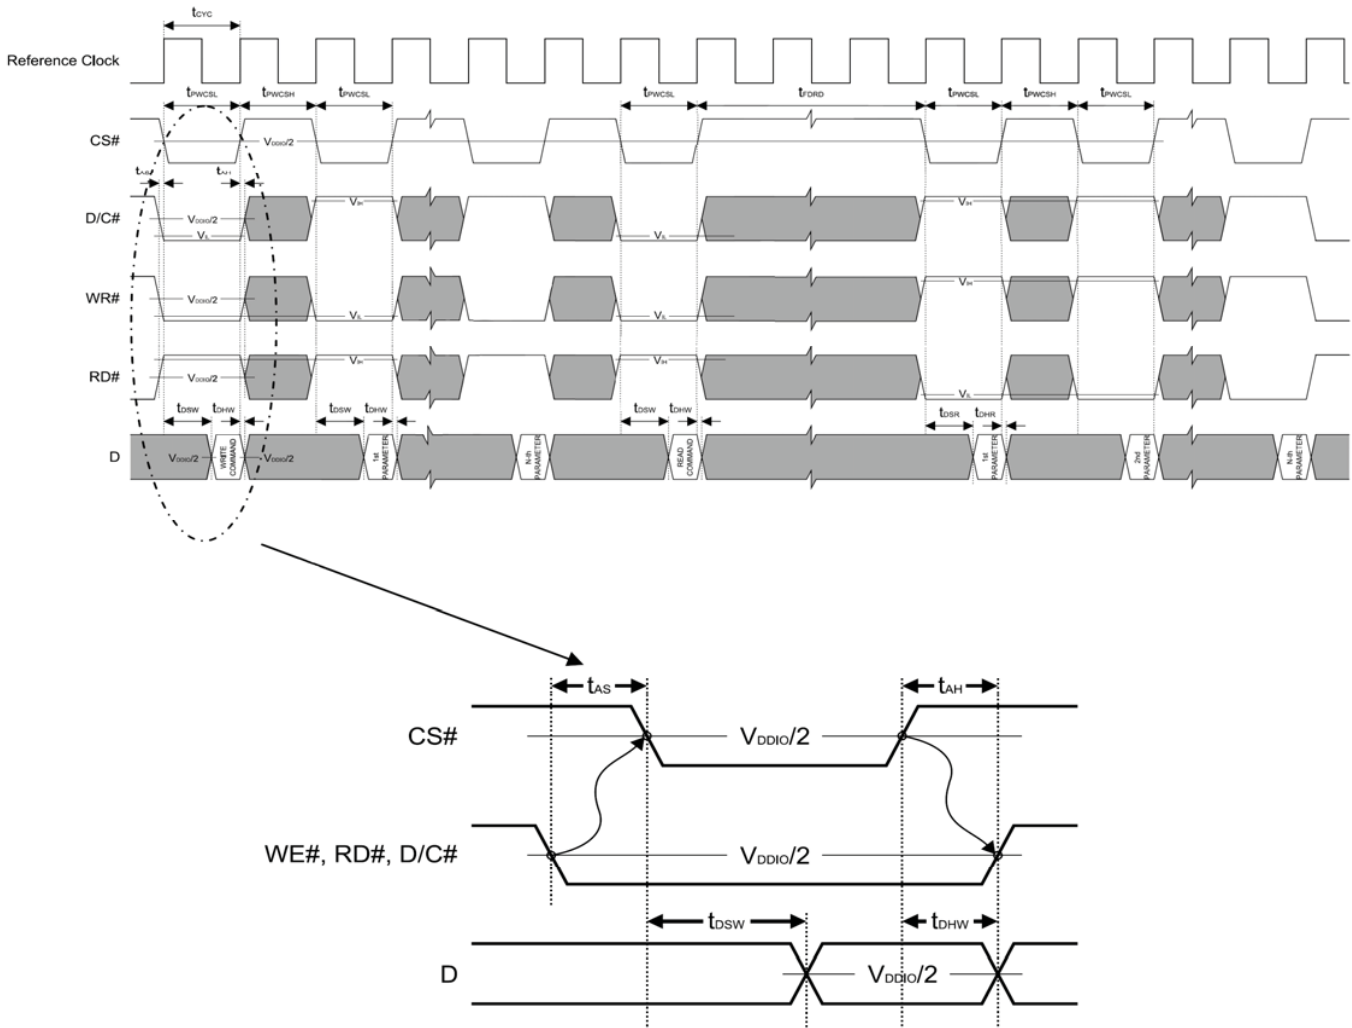 tCYC
Reference Clock
tPWCSL tPWCSH tPWCSL tPWCSL tFDRD tPWCSL tPWCSH tPWCSL
CS# VDDIO/2
tAS tAH
D/C# VDDIO/2 VIL VIH VIL VIH
WR# VDDIO/2 VIL VIL VIH
RD# VDDIO/2 VIH VIH VIL
tDSW tDHW tDSW tDHW tDSW tDHW tDSR tDHR
D VDDIO/2 WRITE COMMAND VDDIO/2 1st PARAMETER N-th PARAMETER READ COMMAND 1st PARAMETER 2nd PARAMETER N-th PARAMETER
tAS tAH
CS# VDDIO/2
WE#, RD#, D/C# VDDIO/2
tDSW tDHW
D VDDIO/2